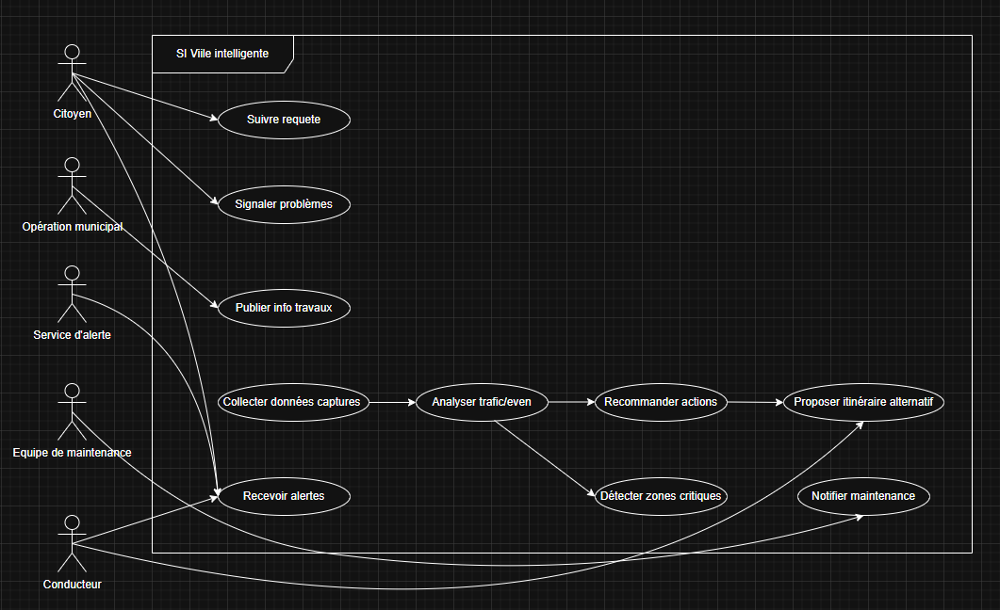 SI Viile intelligente
Citoyen
Suivre requete
Signaler problèmes
Opération municipal
Publier info travaux
Service d'alerte
Collecter données captures
Analyser trafic/even
Recommander actions
Proposer itinéraire alternatif
Equipe de maintenance
Recevoir alertes
Détecter zones critiques
Notifier maintenance
Conducteur